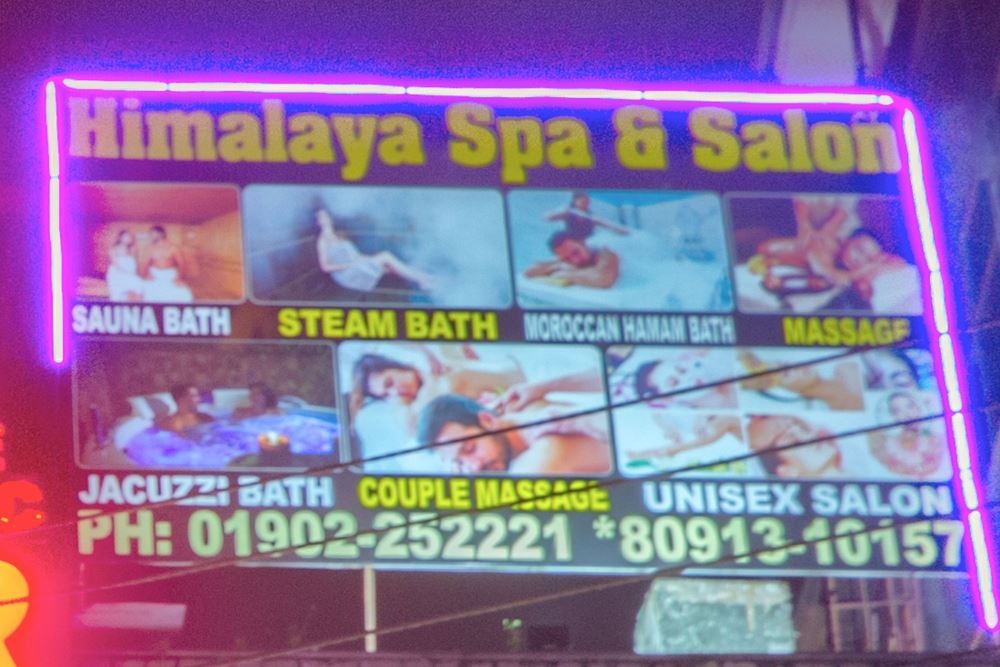 Himalaya Spa & Salon
SAUNA BATH STEAM BATH MOROCCAN HAMAM BATH MASSAGE
JACUZZI BATH COUPLE MASSAGE UNISEX SALON
PH: 01902-252221 *80913-10157